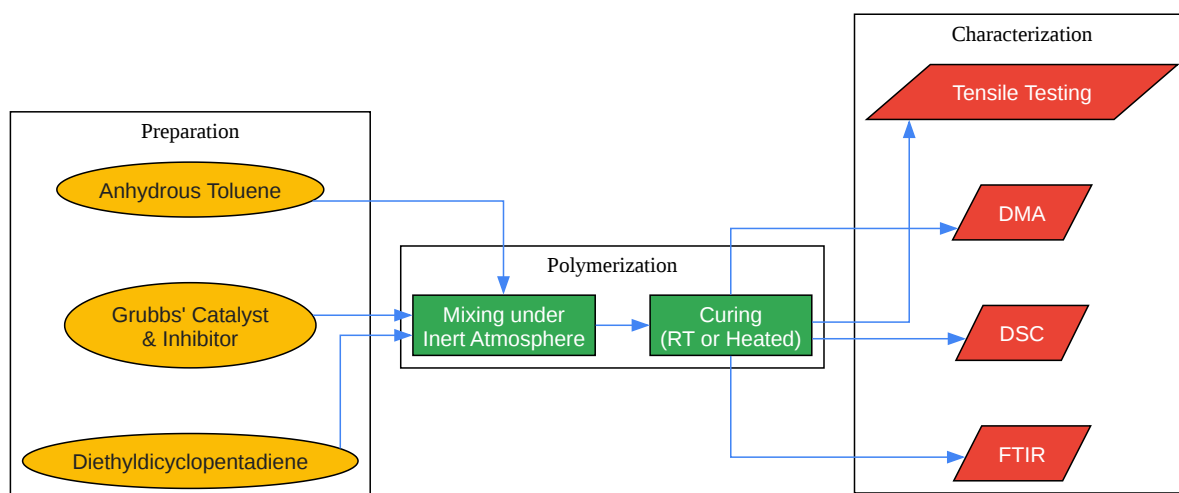 Preparation
Anhydrous Toluene
Grubbs' Catalyst
& Inhibitor
Diethyldicyclopentadiene
Polymerization
Mixing under
Inert Atmosphere
Curing
(RT or Heated)
Characterization
Tensile Testing
DMA
DSC
FTIR